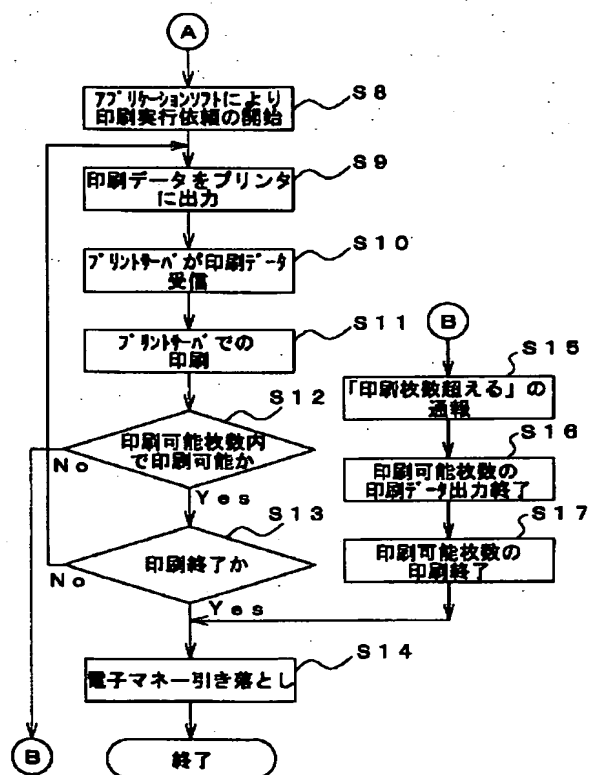 A
アプリケーションソフトにより
印刷実行依頼の開始
S8
印刷データをプリンタ
に出力
S9
プリントサーバが印刷データ
受信
S10
プリントサーバでの
印刷
S11
印刷可能枚数内
で印刷可能か
S12
No
Yes
印刷終了か
S13
No
Yes
電子マネー引き落とし
S14
B
終了
B
「印刷枚数超える」の
通報
S15
印刷可能枚数の
印刷データ出力終了
S16
印刷可能枚数の
印刷終了
S17